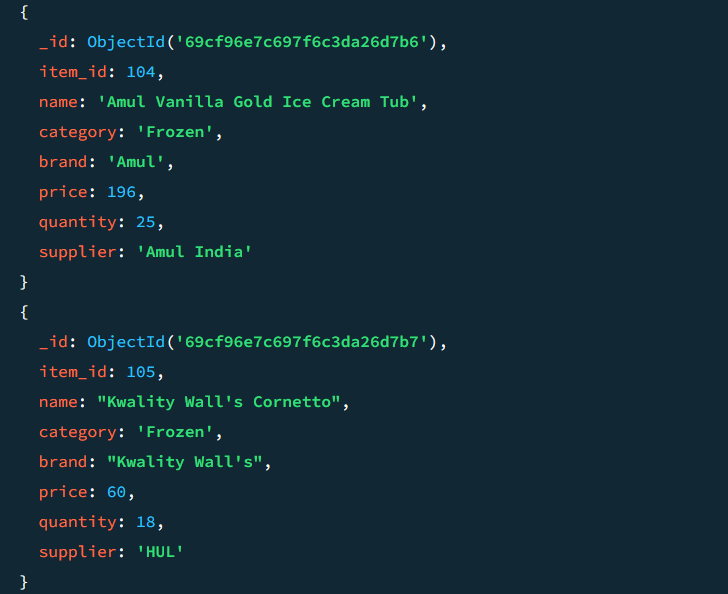 {
_id: ObjectId('69cf96e7c697f6c3da26d7b6'),
item_id: 104,
name: 'Amul Vanilla Gold Ice Cream Tub',
category: 'Frozen',
brand: 'Amul',
price: 196,
quantity: 25,
supplier: 'Amul India'
}
{
_id: ObjectId('69cf96e7c697f6c3da26d7b7'),
item_id: 105,
name: "Kwality Wall's Cornetto",
category: 'Frozen',
brand: "Kwality Wall's",
price: 60,
quantity: 18,
supplier: 'HUL'
}